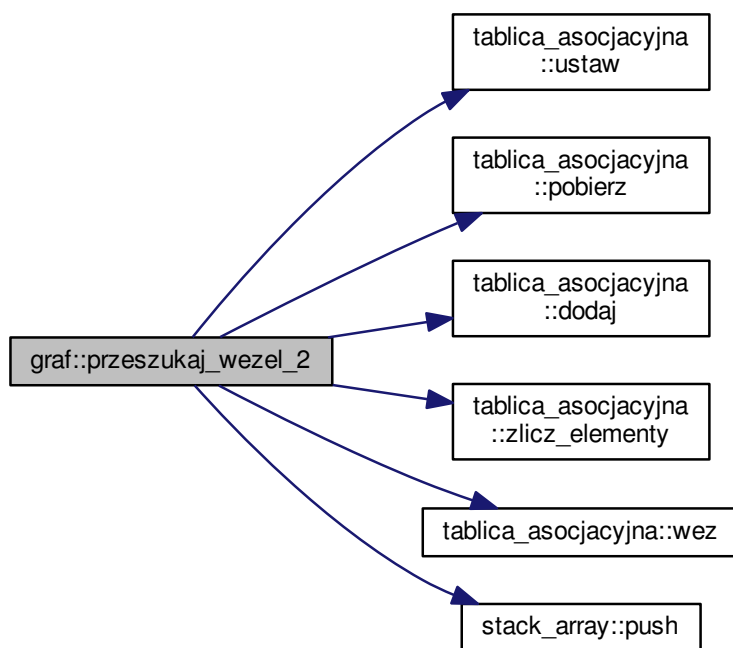 tablica_asocjacyjna
::ustaw
tablica_asocjacyjna
::pobierz
tablica_asocjacyjna
::dodaj
graf::przeszukaj_wezel_2
tablica_asocjacyjna
::zlicz_elementy
tablica_asocjacyjna::wez
stack_array::push